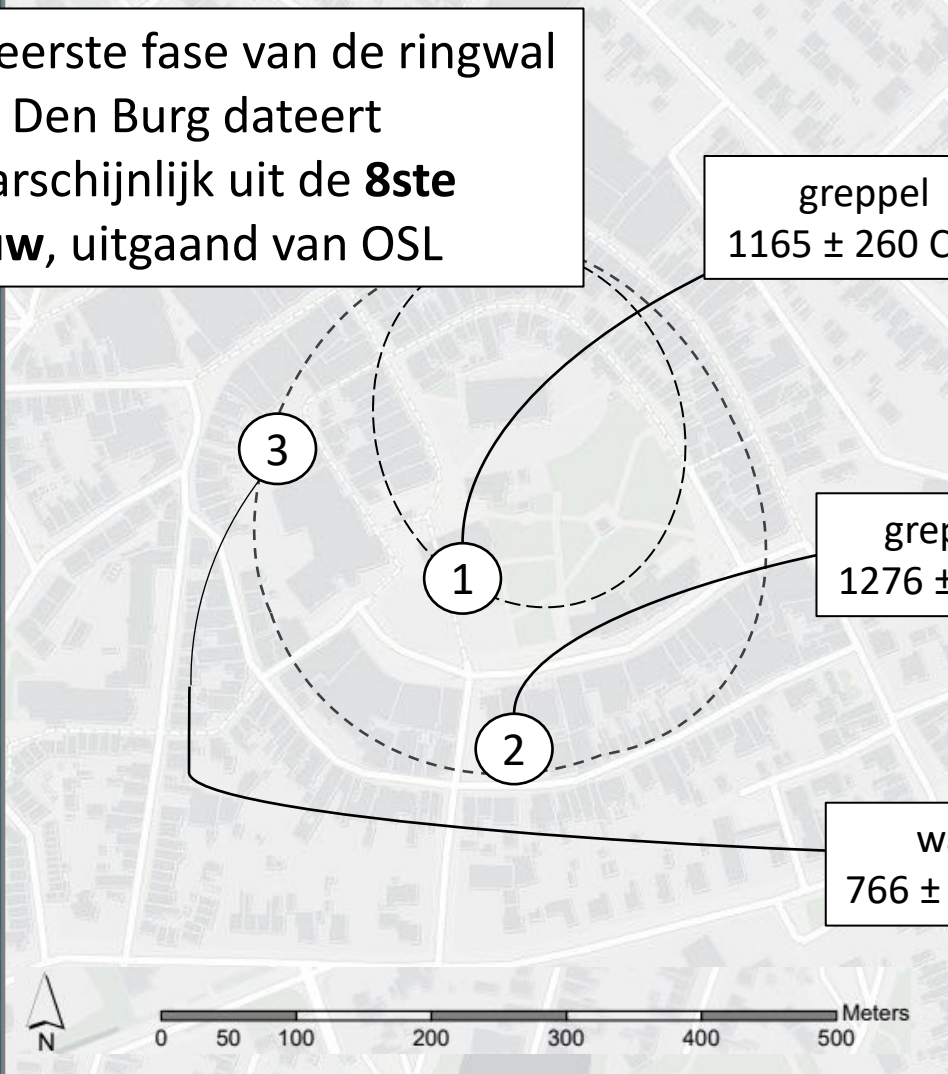 eerste fase van de ringwal
Den Burg dateert
arschijnlijk uit de 8ste
uw, uitgaand van OSL
greppel
1165 ± 260 C
grep
1276 ±
3
1
2
wa
766 ±
N
0 50 100 200 300 400 500 Meters